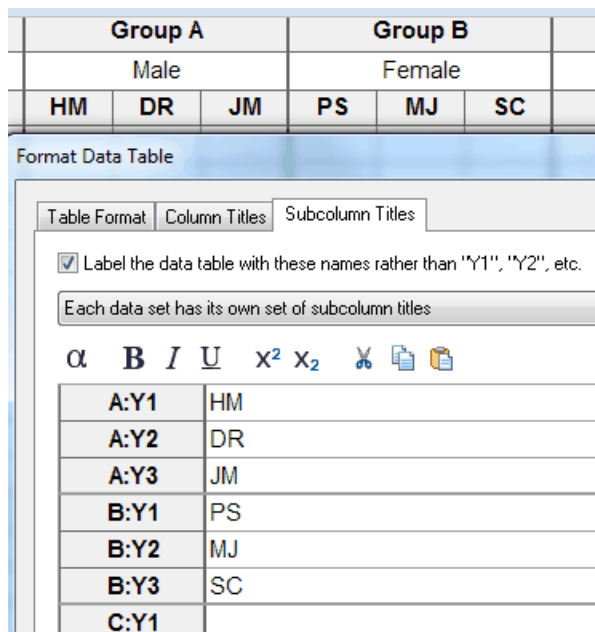 Group A Group B
Male Female
HM DR JM PS MJ SC
Format Data Table
Table Format Column Titles Subcolumn Titles
Label the data table with these names rather than "Y1", "Y2", etc.
Each data set has its own set of subcolumn titles
α B I U X² X₂
A:Y1 HM
A:Y2 DR
A:Y3 JM
B:Y1 PS
B:Y2 MJ
B:Y3 SC
C:Y1